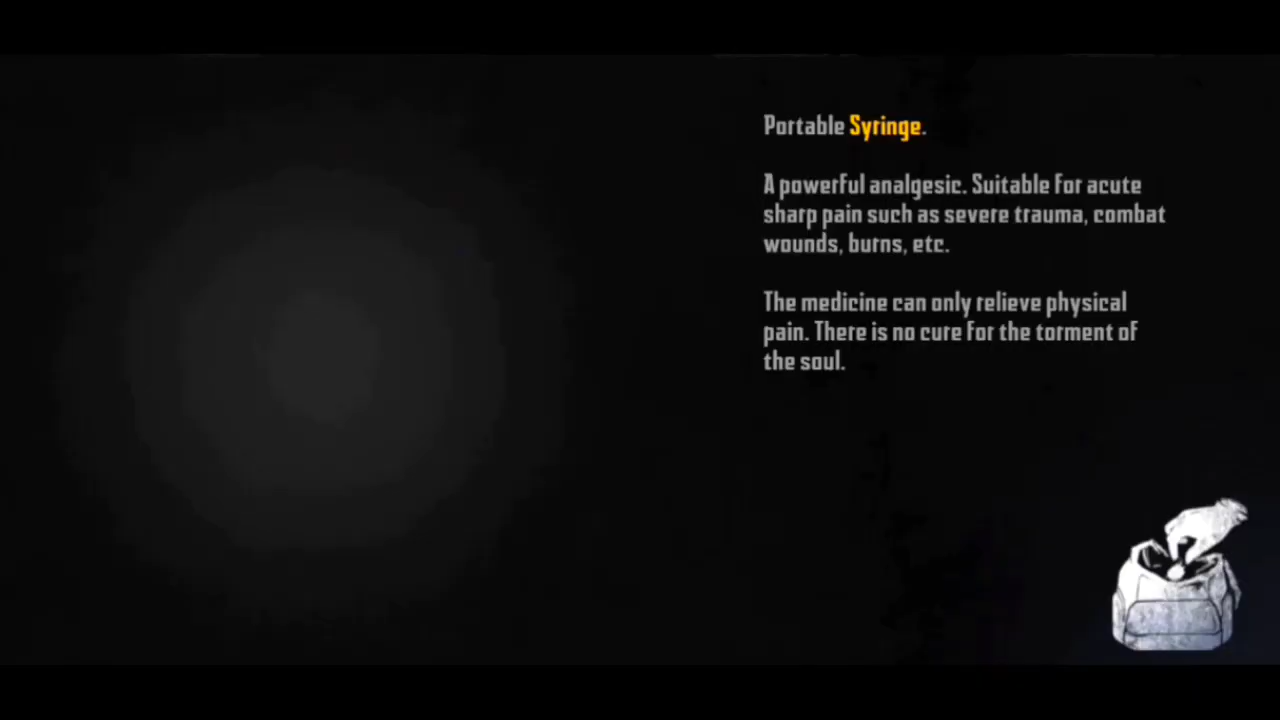 Portable Syringe.
A powerful analgesic. Suitable for acute
sharp pain such as severe trauma, combat
wounds, burns, etc.
The medicine can only relieve physical
pain. There is no cure for the torment of
the soul.